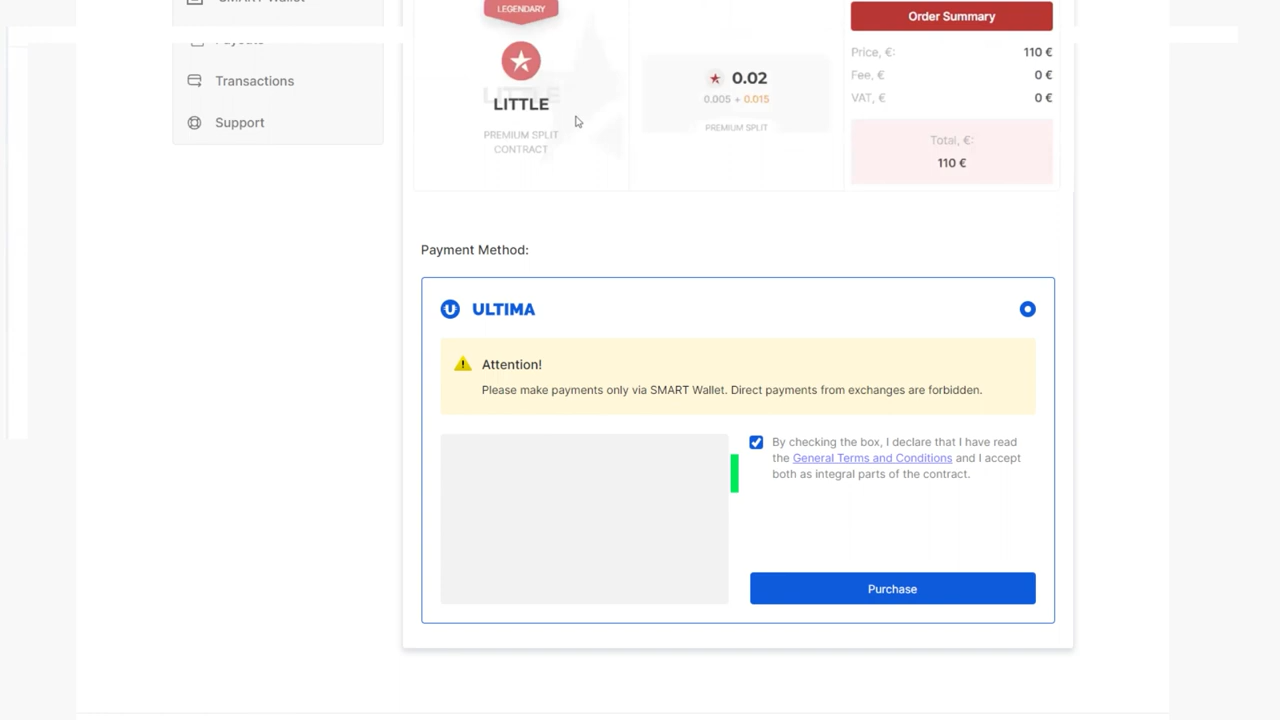 SMART Wallet
Payouts
Transactions
Support
LEGENDARY
LITTLE
PREMIUM SPLIT
CONTRACT
0.02
0.005 + 0.015
PREMIUM SPLIT
Order Summary
Price, €: 110 €
Fee, € 0 €
VAT, € 0 €
Total, €:
110 €
Payment Method:
ULTIMA
Attention!
Please make payments only via SMART Wallet. Direct payments from exchanges are forbidden.
By checking the box, I declare that I have read
the General Terms and Conditions and I accept
both as integral parts of the contract.
Purchase